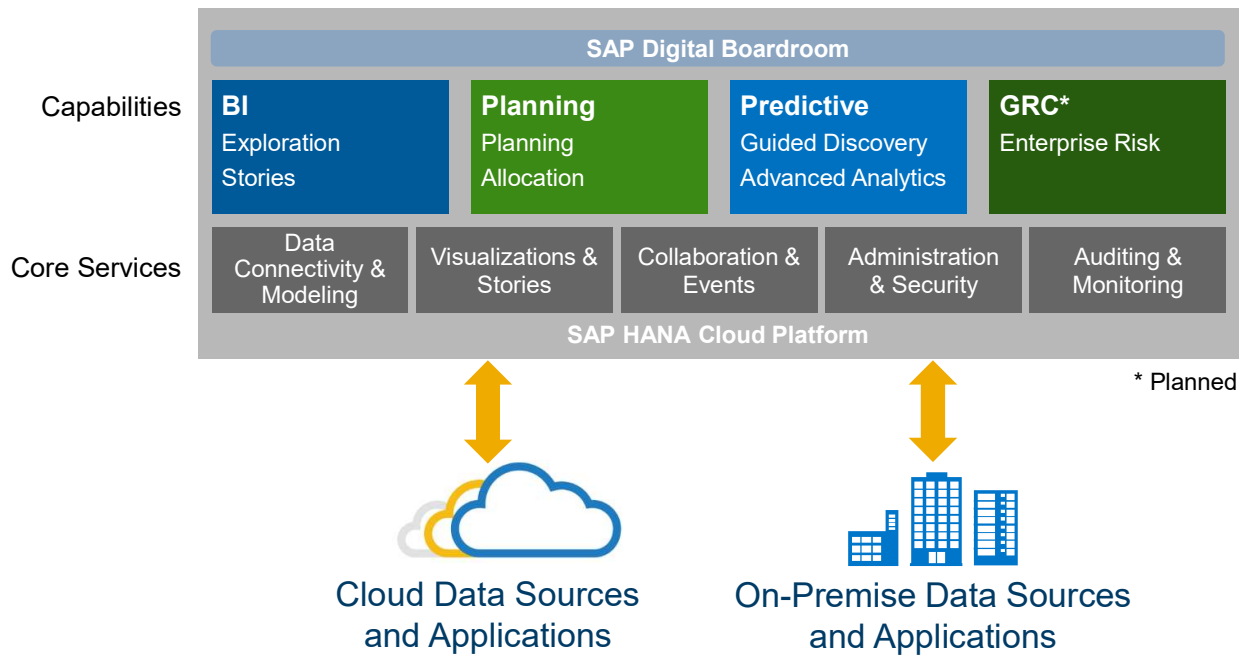 SAP Digital Boardroom
Capabilities
BI
Exploration
Stories
Planning
Planning
Allocation
Predictive
Guided Discovery
Advanced Analytics
GRC*
Enterprise Risk
Core Services
Data
Connectivity &
Modeling
Visualizations &
Stories
Collaboration &
Events
Administration
& Security
Auditing &
Monitoring
SAP HANA Cloud Platform
* Planned
Cloud Data Sources
and Applications
On-Premise Data Sources
and Applications